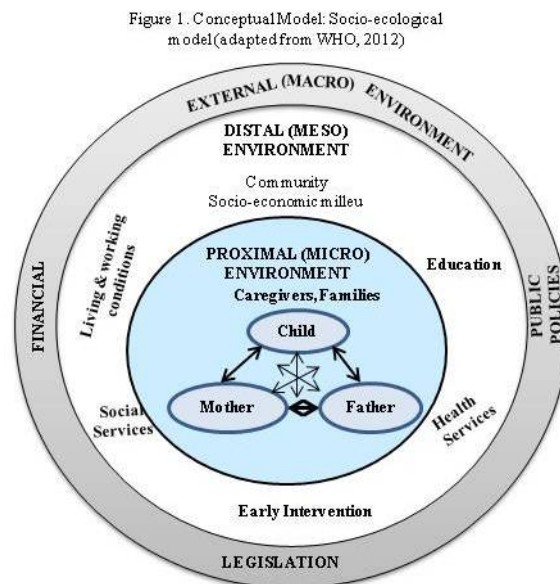 Figure 1. Conceptual Model: Socio-ecological
model (adapted from WHO, 2012)
EXTERNAL (MACRO) ENVIRONMENT
DISTAL (MESO)
ENVIRONMENT
Community
Socio-economic milleu
Living & working
conditions
PROXIMAL (MICRO)
ENVIRONMENT
Caregivers, Families
Education
FINANCIAL
PUBLIC
POLICIES
Child
Mother
Father
Social
Services
Health
Services
Early Intervention
LEGISLATION